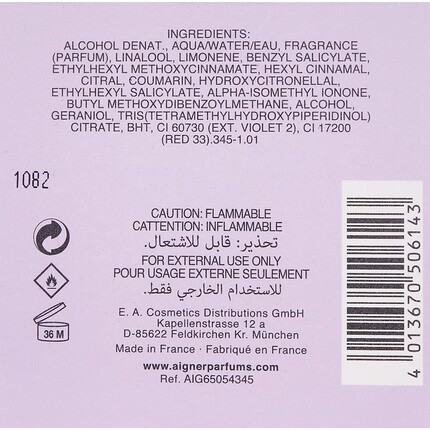 INGREDIENTS:
ALCOHOL DENAT., AQUA/WATER/EAU, FRAGRANCE
(PARFUM), LINALOOL, LIMONENE, BENZYL SALICYLATE,
ETHYLHEXYL METHOXYCINNAMATE, HEXYL CINNAMAL,
CITRAL, COUMARIN, HYDROXYCITRONELLAL,
ETHYLHEXYL SALICYLATE, ALPHA-ISOMETHYL IONONE,
BUTYL METHOXYDIBENZOYLMETHANE, ALCOHOL,
GERANIOL, TRIS(TETRAMETHYLHYDROXYPIPERIDINOL)
CITRATE, BHT, CI 60730 (EXT. VIOLET 2), CI 17200
(RED 33).345-1.01
1082
CAUTION: FLAMMABLE
CATTENTION: INFLAMMABLE
تحذير: قابل للاشتعال.
FOR EXTERNAL USE ONLY
POUR USAGE EXTERNE SEULEMENT
للاستخدام الخارجي فقط.
36 M
E. A. Cosmetics Distributions GmbH
Kapellenstrasse 12 a
D-85622 Feldkirchen Kr. München
Made in France · Fabriqué en France
www.aignerparfums.com
Ref. AIG65054345
4 013670 506143